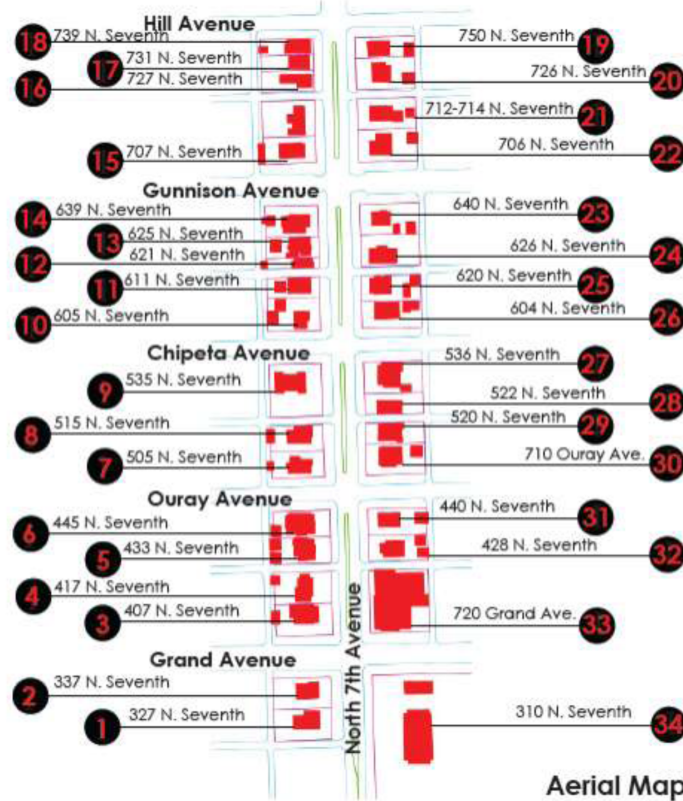 Hill Avenue
18 739 N. Seventh
750 N. Seventh 19
17 731 N. Seventh
16 727 N. Seventh
726 N. Seventh 20
712-714 N. Seventh 21
15 707 N. Seventh
706 N. Seventh 22
Gunnison Avenue
14 639 N. Seventh
640 N. Seventh 23
13 625 N. Seventh
12 621 N. Seventh
626 N. Seventh 24
11 611 N. Seventh
620 N. Seventh 25
10 605 N. Seventh
604 N. Seventh 26
Chipeta Avenue
536 N. Seventh 27
9 535 N. Seventh
522 N. Seventh 28
8 515 N. Seventh
520 N. Seventh 29
7 505 N. Seventh
710 Ouray Ave. 30
Ouray Avenue
6 445 N. Seventh
440 N. Seventh 31
5 433 N. Seventh
428 N. Seventh 32
4 417 N. Seventh
3 407 N. Seventh
720 Grand Ave. 33
North 7th Avenue
Grand Avenue
2 337 N. Seventh
1 327 N. Seventh
310 N. Seventh 34
Aerial Map